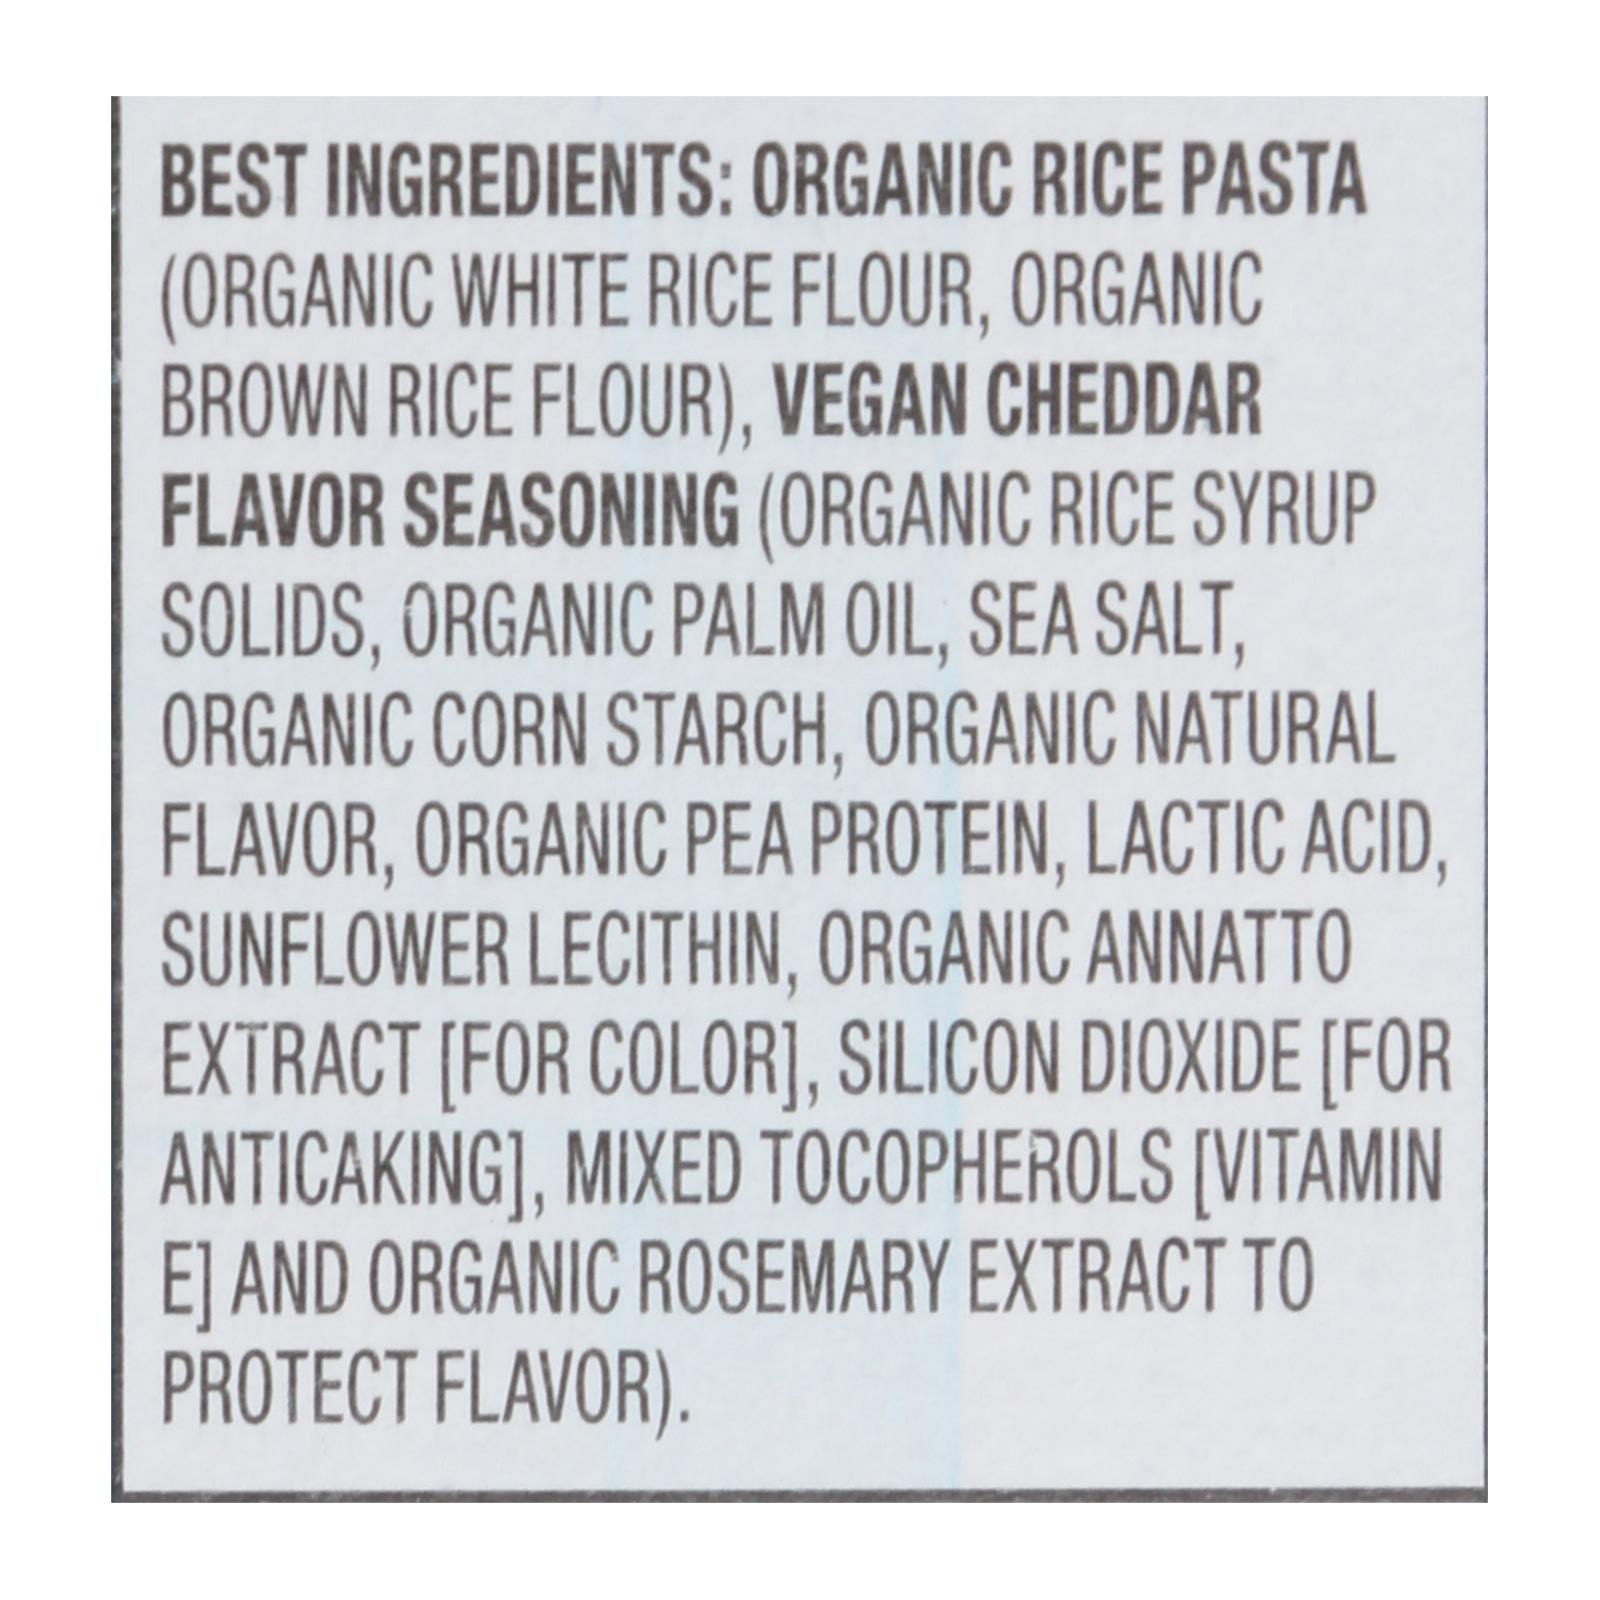 BEST INGREDIENTS: ORGANIC RICE PASTA
(ORGANIC WHITE RICE FLOUR, ORGANIC
BROWN RICE FLOUR), VEGAN CHEDDAR
FLAVOR SEASONING (ORGANIC RICE SYRUP
SOLIDS, ORGANIC PALM OIL, SEA SALT,
ORGANIC CORN STARCH, ORGANIC NATURAL
FLAVOR, ORGANIC PEA PROTEIN, LACTIC ACID,
SUNFLOWER LECITHIN, ORGANIC ANNATTO
EXTRACT [FOR COLOR], SILICON DIOXIDE [FOR
ANTICAKING], MIXED TOCOPHEROLS [VITAMIN
E] AND ORGANIC ROSEMARY EXTRACT TO
PROTECT FLAVOR).